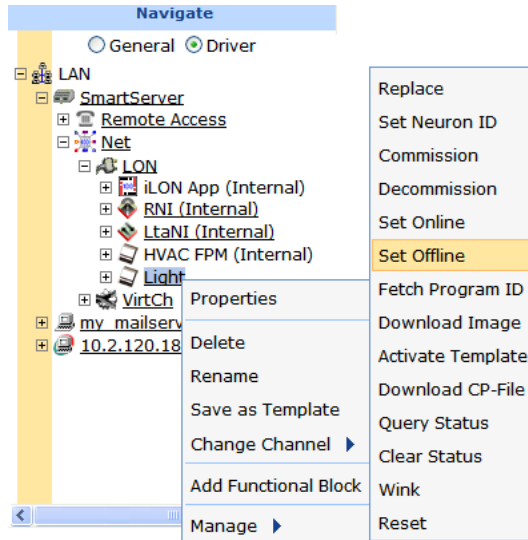 Navigate
General Driver
LAN
SmartServer
Remote Access
Net
LON
iLON App (Internal)
RNI (Internal)
LtaNI (Internal)
HVAC FPM (Internal)
Light
VirtCh
my_mailserv
10.2.120.18
Properties
Delete
Rename
Save as Template
Change Channel
Add Functional Block
Manage
Replace
Set Neuron ID
Commission
Decommission
Set Online
Set Offline
Fetch Program ID
Download Image
Activate Template
Download CP-File
Query Status
Clear Status
Wink
Reset